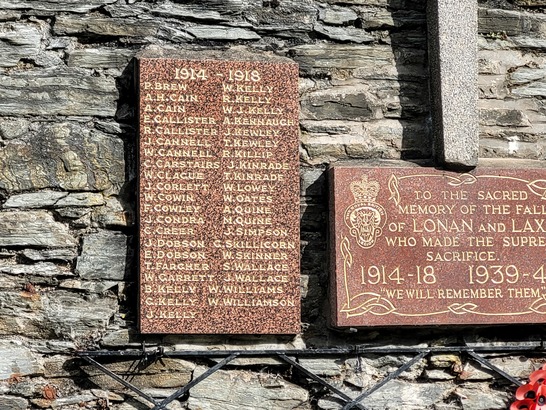 1914 - 1918
P. BREW
A.H. CAIN
S. CAIN
E. CALLISTER
R. CALLISTER
J. CANNELL
W. CANNELL
C. CARSTAIRS
W. CLAGUE
J. CORLETT
W. COWIN
F. COWLEY
J. CONDRA
C. CREER
J. DOBSON
E. DOBSON
T. FARGHER
W. GARRETT
B. KELLY
C. KELLY
J. KELLY
W. KELLY
R. KELLY
W.J. KELLY
A. KENNAUGH
J. KEWLEY
T. KEWLEY
R. KILLIP
J. KINRADE
T. KINRADE
W. LOWE
W. OATES
A. QUINE
H. QUINE
J. SIMPSON
G. SKILLICORN
W. SKINNER
S. WALLACE
S. WALLACE
W. WILLIAMS
W. WILLIAMSON
TO THE SACRED
MEMORY OF THE FALL
OF LONAN AND LAX
WHO MADE THE SUPRE
SACRIFICE.
1914-18 1939-4
"WE WILL REMEMBER THEM